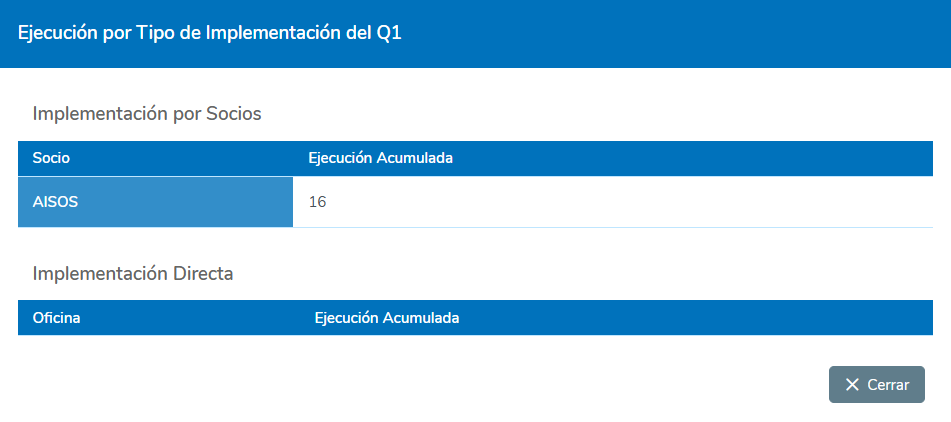 Ejecución por Tipo de Implementación del Q1
Implementación por Socios
Socio Ejecución Acumulada
AISOS 16
Implementación Directa
Oficina Ejecución Acumulada
Cerrar